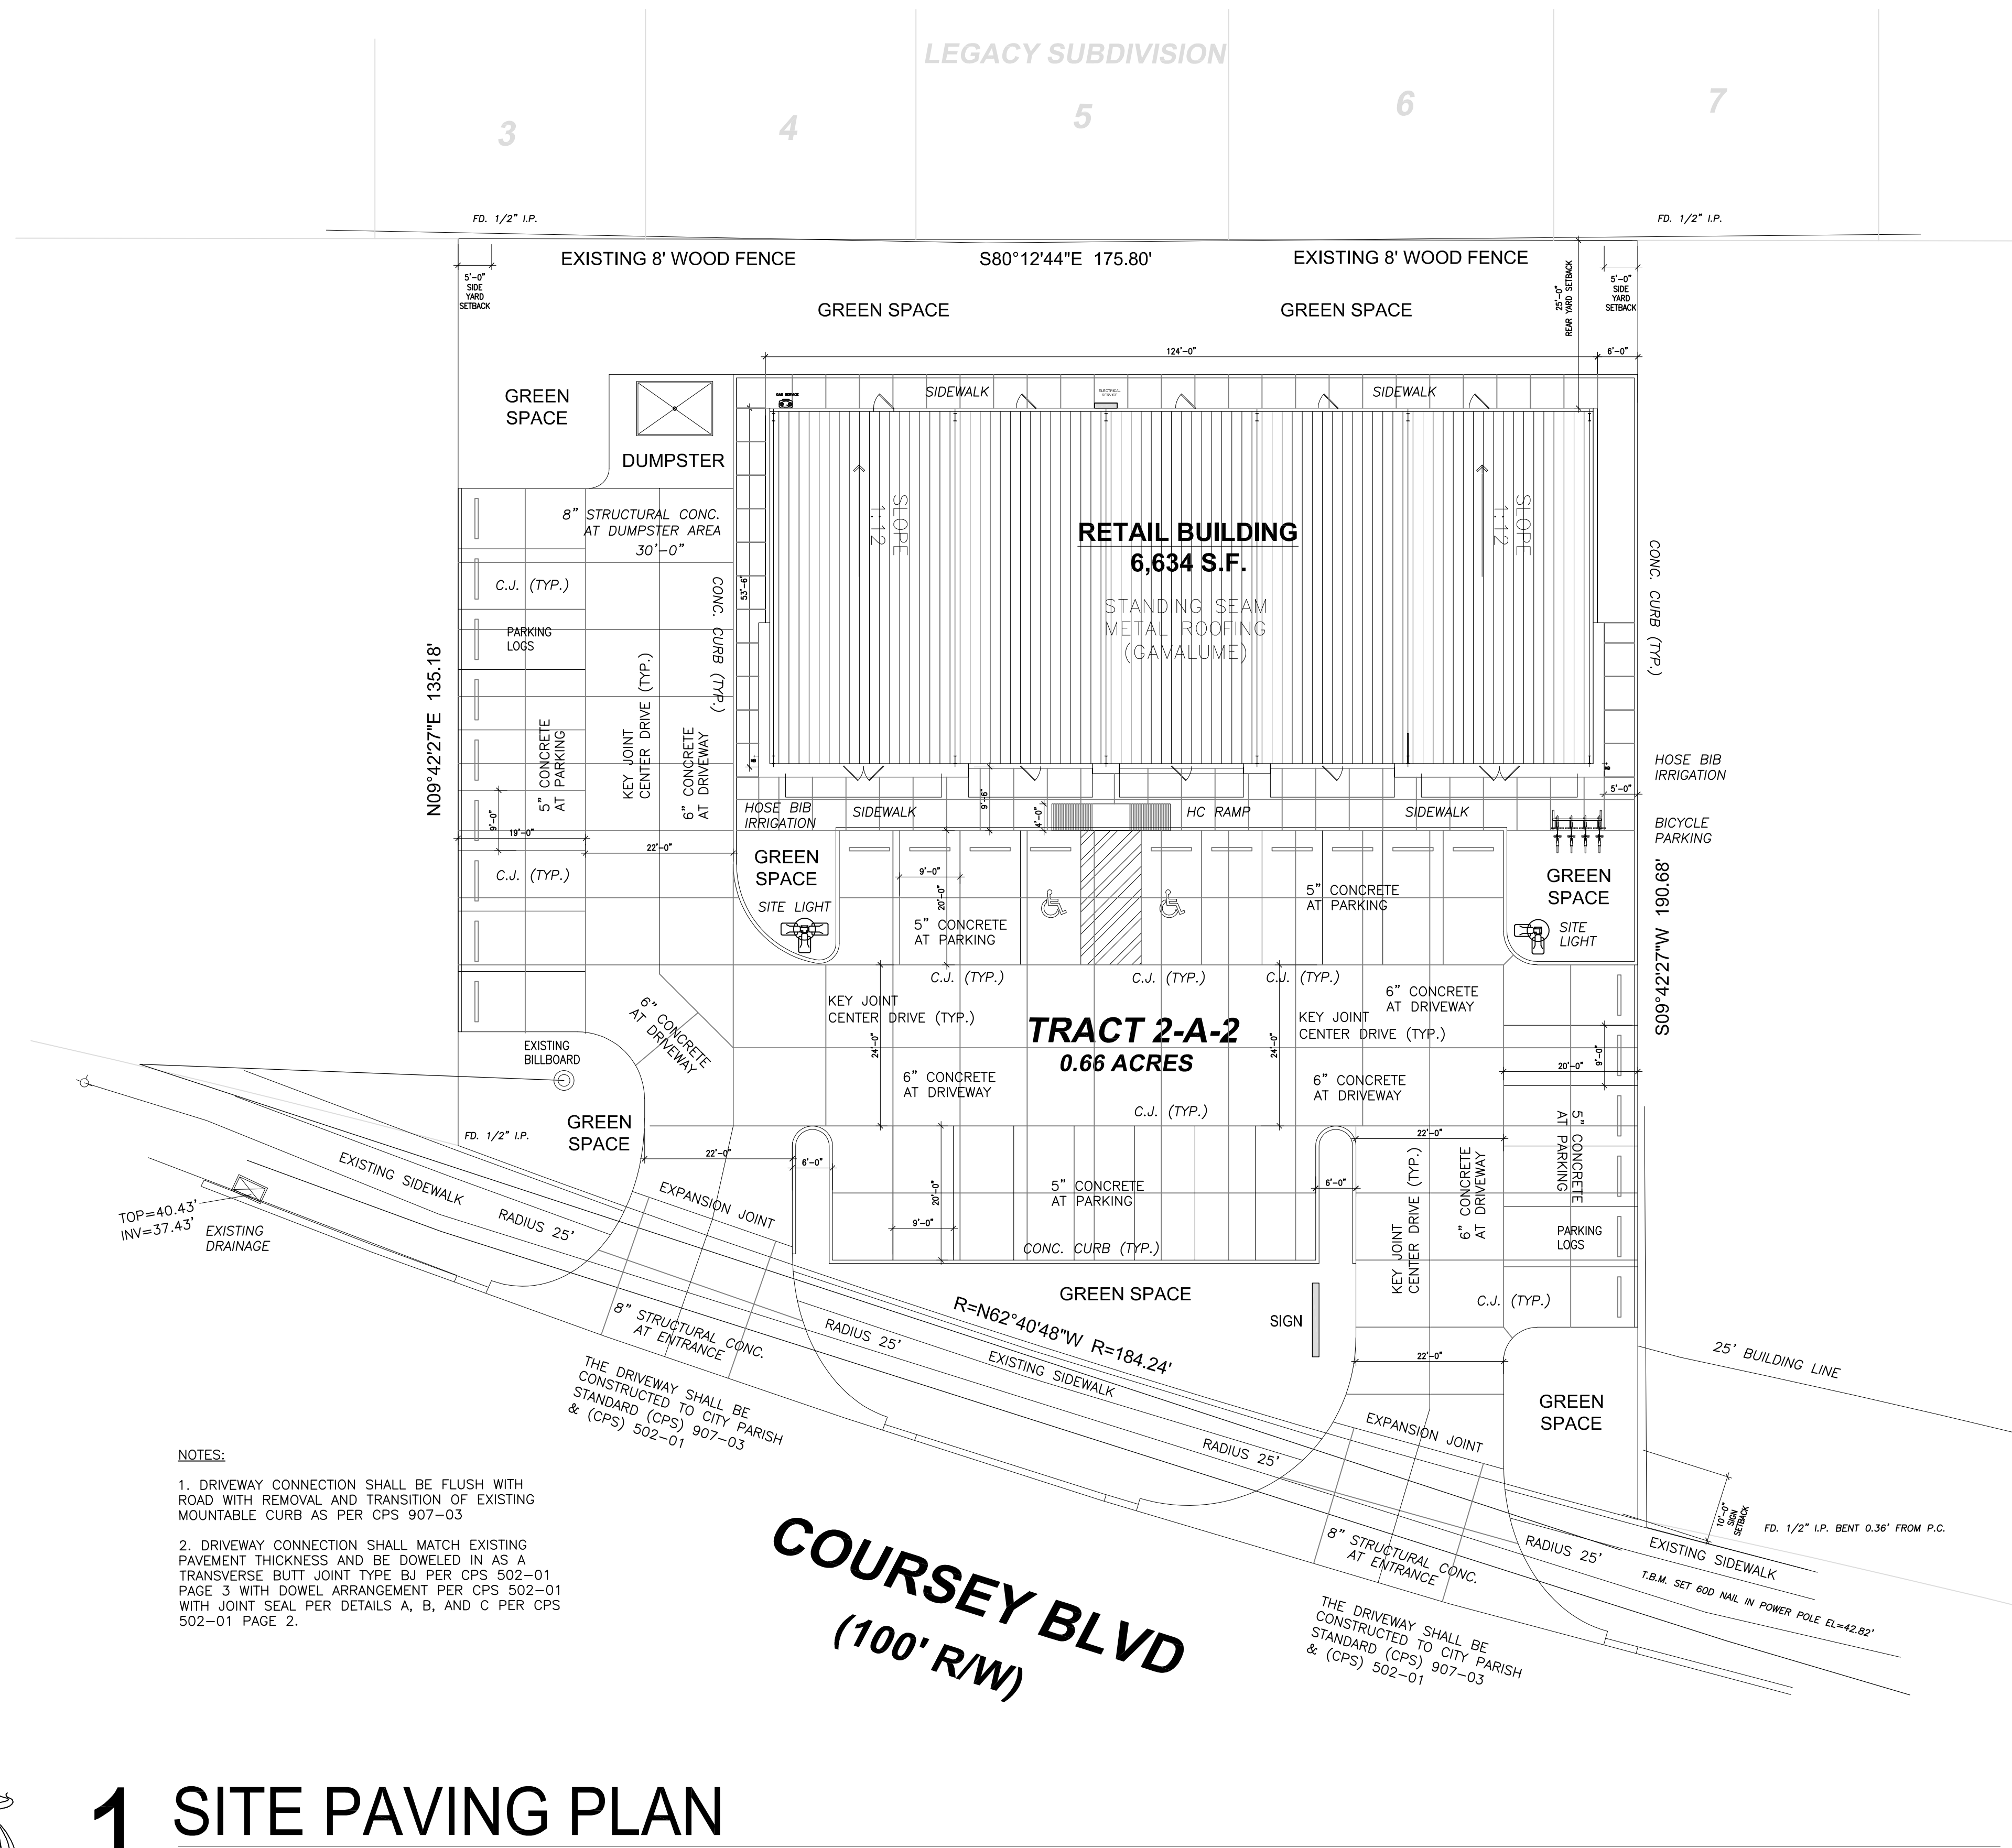 LEGACY SUBDIVISION
3
4
5
6
7
FD. 1/2" I.P.
FD. 1/2" I.P.
EXISTING 8' WOOD FENCE
S80°12'44"E 175.80'
EXISTING 8' WOOD FENCE
5'-0"
SIDE
YARD
SETBACK
25'-0"
REAR YARD SETBACK
5'-0"
SIDE
YARD
SETBACK
GREEN SPACE
GREEN SPACE
124'-0"
6'-0"
GREEN
SPACE
GAS SERVICE
SIDEWALK
ELECTRICAL
SERVICE
SIDEWALK
DUMPSTER
8" STRUCTURAL CONC.
AT DUMPSTER AREA
30'-0"
SLOPE
1:12
SLOPE
1:12
RETAIL BUILDING
6,634 S.F.
STANDING SEAM
METAL ROOFING
(GAVALUME)
53'-6"
CONC. CURB (TYP.)
CONC. CURB (TYP.)
C.J. (TYP.)
PARKING
LOGS
N09°42'27"E 135.18'
5" CONCRETE
AT PARKING
KEY JOINT
CENTER DRIVE (TYP.)
6" CONCRETE
AT DRIVEWAY
HOSE BIB
IRRIGATION
5'-0"
HOSE BIB
IRRIGATION
SIDEWALK
9'-6"
4'-0"
HC RAMP
SIDEWALK
BICYCLE
PARKING
9'-0"
19'-0"
22'-0"
C.J. (TYP.)
GREEN
SPACE
SITE LIGHT
9'-0"
20'-0"
5" CONCRETE
AT PARKING
5" CONCRETE
AT PARKING
GREEN
SPACE
SITE
LIGHT
S09°42'27"W 190.68'
C.J. (TYP.)
C.J. (TYP.)
C.J. (TYP.)
6" CONCRETE
AT DRIVEWAY
KEY JOINT
CENTER DRIVE (TYP.)
6" CONCRETE
AT DRIVEWAY
KEY JOINT
CENTER DRIVE (TYP.)
TRACT 2-A-2
0.66 ACRES
24'-0"
24'-0"
EXISTING
BILLBOARD
6" CONCRETE
AT DRIVEWAY
6" CONCRETE
AT DRIVEWAY
C.J. (TYP.)
20'-0"
9'-0"
5" CONCRETE
AT PARKING
GREEN
SPACE
FD. 1/2" I.P.
22'-0"
6'-0"
22'-0"
6'-0"
EXISTING SIDEWALK
RADIUS 25'
EXPANSION JOINT
5" CONCRETE
AT PARKING
20'-0"
9'-0"
CONC. CURB (TYP.)
KEY JOINT
CENTER DRIVE (TYP.)
6" CONCRETE
AT DRIVEWAY
PARKING
LOGS
TOP=40.43'
INV=37.43'
EXISTING
DRAINAGE
GREEN SPACE
SIGN
C.J. (TYP.)
R=N62°40'48"W R=184.24'
8" STRUCTURAL CONC.
AT ENTRANCE
RADIUS 25'
EXISTING SIDEWALK
22'-0"
25' BUILDING LINE
THE DRIVEWAY SHALL BE
CONSTRUCTED TO CITY PARISH
STANDARD (CPS) 907-03
& (CPS) 502-01
GREEN
SPACE
EXPANSION JOINT
RADIUS 25'
10'-0"
SIGN
SETBACK
FD. 1/2" I.P. BENT 0.36' FROM P.C.
8" STRUCTURAL CONC.
AT ENTRANCE
RADIUS 25'
EXISTING SIDEWALK
T.B.M. SET 60D NAIL IN POWER POLE EL=42.82'
THE DRIVEWAY SHALL BE
CONSTRUCTED TO CITY PARISH
STANDARD (CPS) 907-03
& (CPS) 502-01
COURSEY BLVD
(100' R/W)
NOTES:
1. DRIVEWAY CONNECTION SHALL BE FLUSH WITH
ROAD WITH REMOVAL AND TRANSITION OF EXISTING
MOUNTABLE CURB AS PER CPS 907-03
2. DRIVEWAY CONNECTION SHALL MATCH EXISTING
PAVEMENT THICKNESS AND BE DOWELED IN AS A
TRANSVERSE BUTT JOINT TYPE BJ PER CPS 502-01
PAGE 3 WITH DOWEL ARRANGEMENT PER CPS 502-01
WITH JOINT SEAL PER DETAILS A, B, AND C PER CPS
502-01 PAGE 2.
1 SITE PAVING PLAN